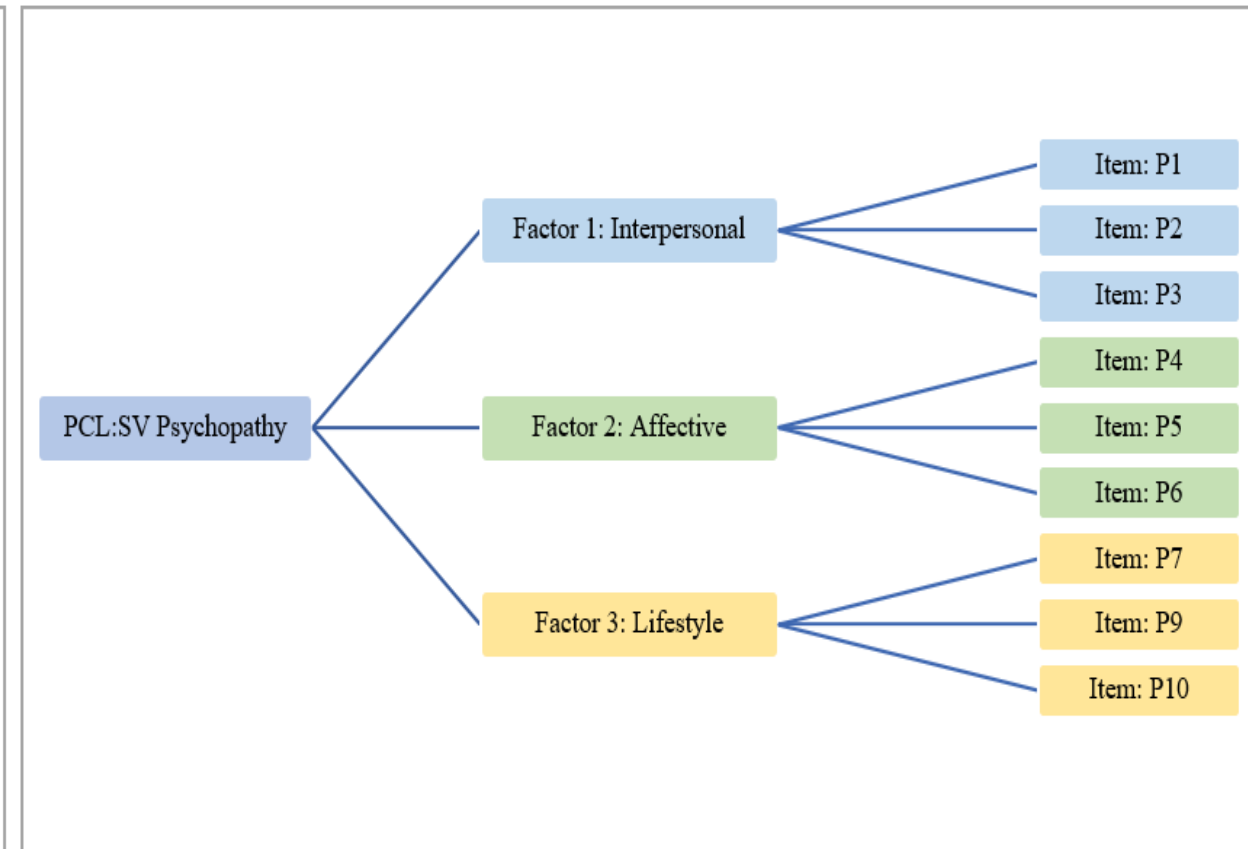 PCL:SV Psychopathy
Factor 1: Interpersonal
Item: P1
Item: P2
Item: P3
Factor 2: Affective
Item: P4
Item: P5
Item: P6
Factor 3: Lifestyle
Item: P7
Item: P9
Item: P10